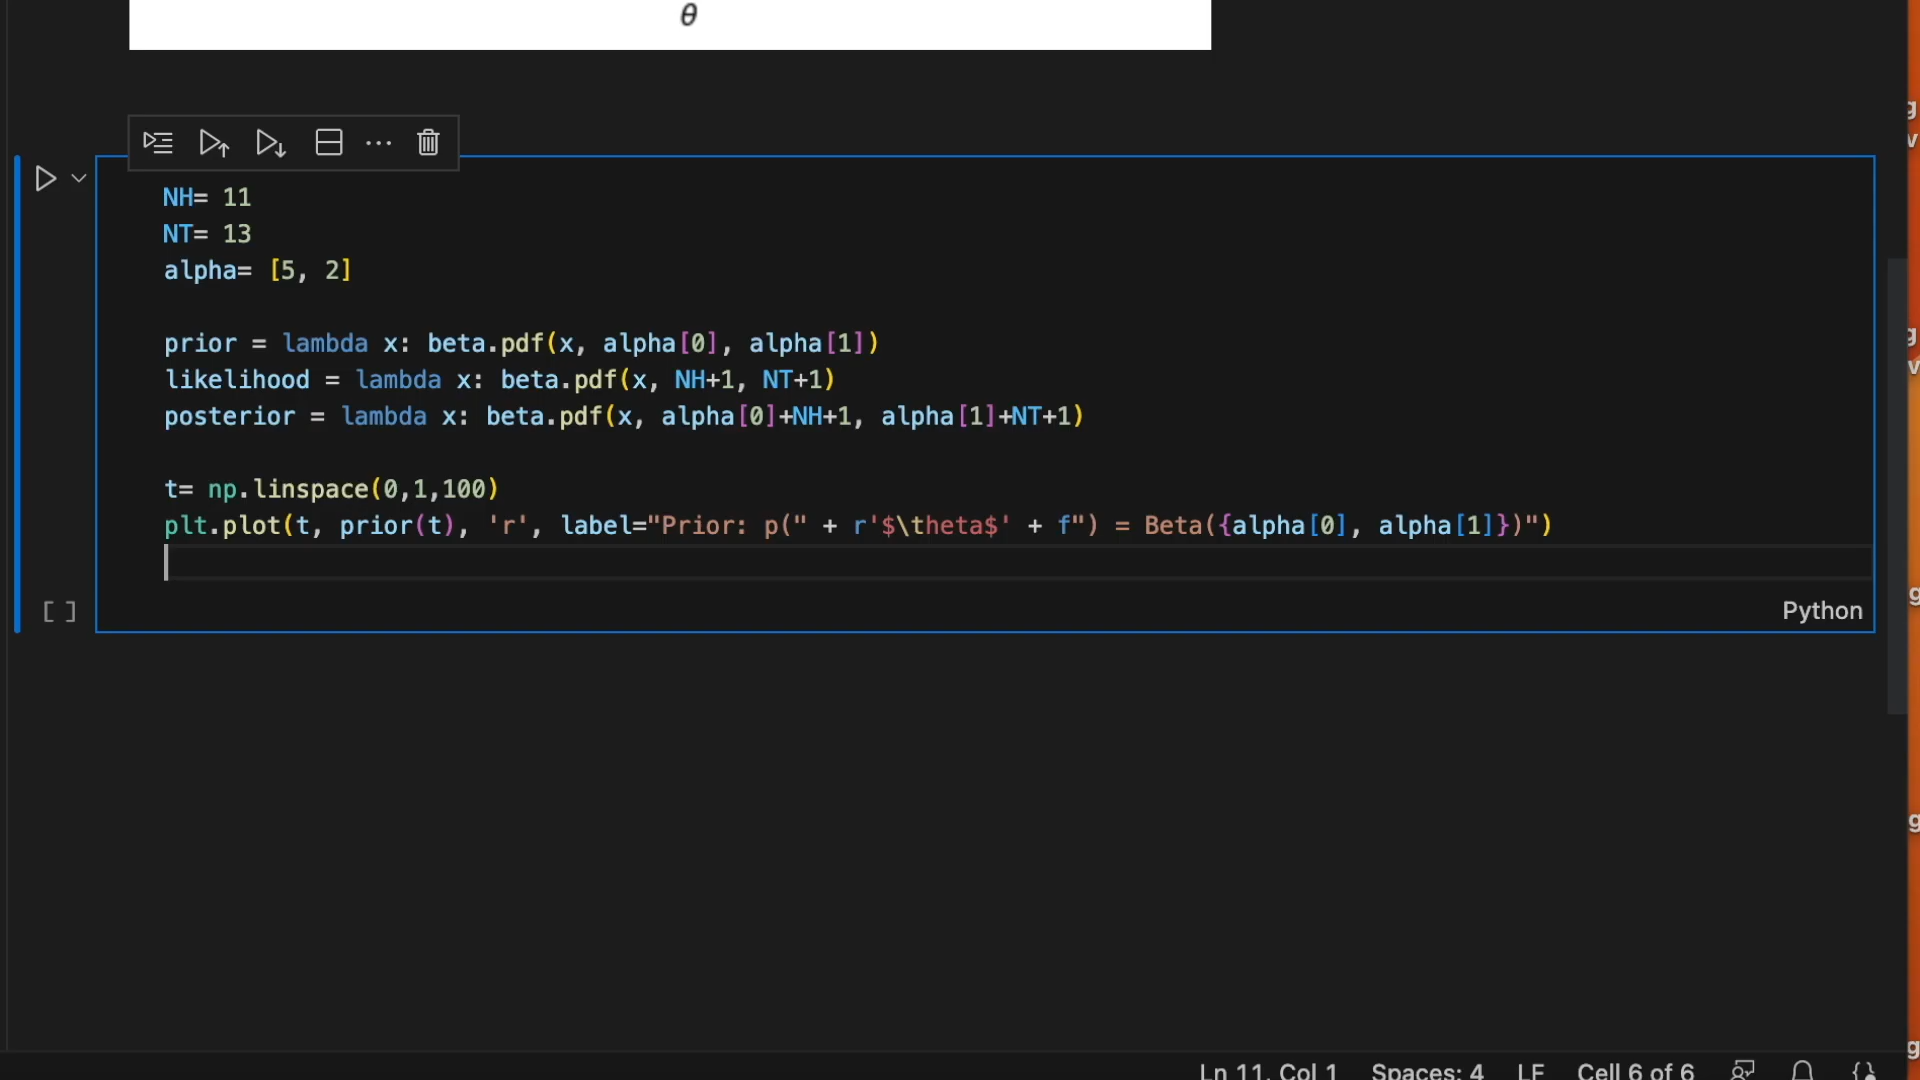 θ
NH= 11
NT= 13
alpha= [5, 2]
prior = lambda x: beta.pdf(x, alpha[0], alpha[1])
likelihood = lambda x: beta.pdf(x, NH+1, NT+1)
posterior = lambda x: beta.pdf(x, alpha[0]+NH+1, alpha[1]+NT+1)
t= np.linspace(0,1,100)
plt.plot(t, prior(t), 'r', label="Prior: p(" + r'$\theta$' + f") = Beta({alpha[0], alpha[1]})")
[ ]
Python
Ln 11, Col 1 Spaces: 4 LF Cell 6 of 6